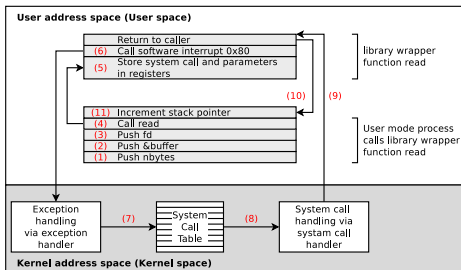 User address space (User space)
Return to caller
(6) Call software interrupt 0x80
(5) Store system call and parameters
in registers
library wrapper
function read
(10)
(9)
(11) Increment stack pointer
(4) Call read
(3) Push fd
(2) Push &buffer
(1) Push nbytes
User mode process
calls library wrapper
function read
Exception
handling
via exception
handler
(7)
System
Call
Table
(8)
System call
handling via
systam call
handler
Kernel address space (Kernel space)